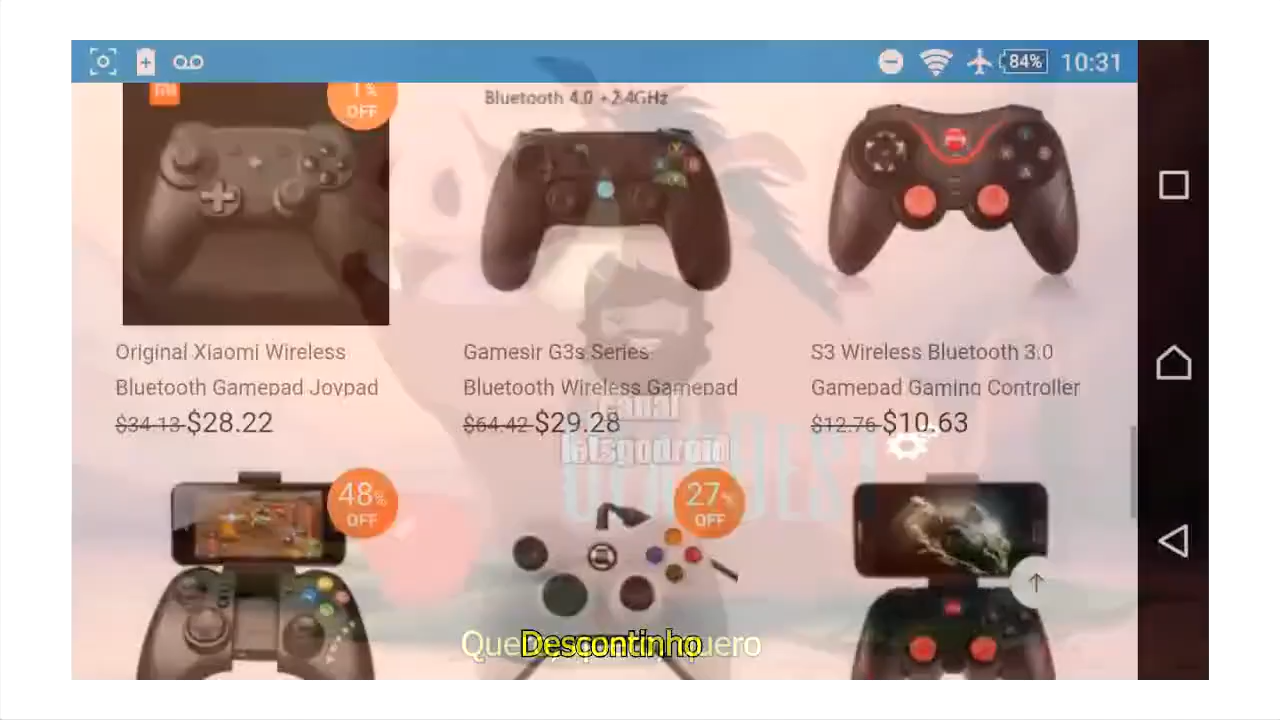 84% 10:31
1%
OFF
Bluetooth 4.0 +2.4GHz
Original Xiaomi Wireless
Bluetooth Gamepad Joypad
$34.13 $28.22
Gamesir G3s Series
Bluetooth Wireless Gamepad
$64.42 $29.28
S3 Wireless Bluetooth 3.0
Gamepad Gaming Controller
$12.76 $10.63
canal
letsgodroid
48%
OFF
27%
OFF
Descontinho